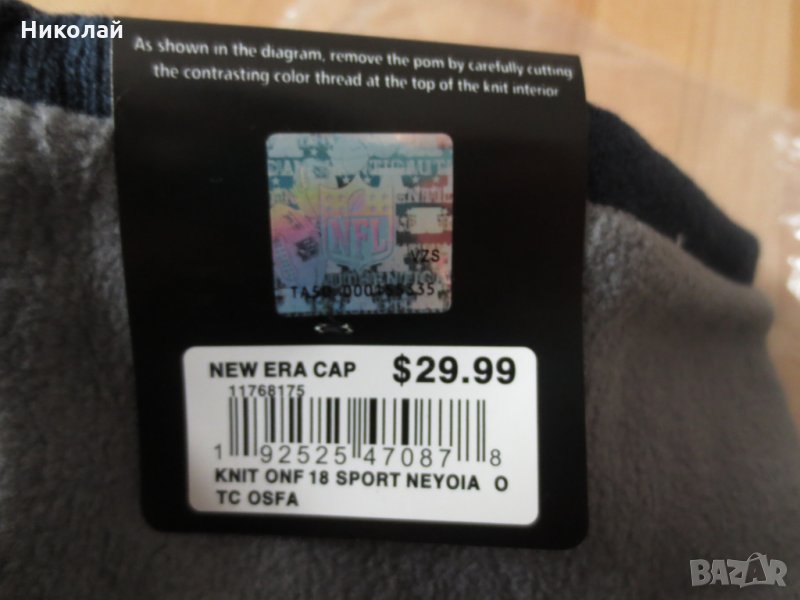 Николай
As shown in the diagram, remove the pom by carefully cutting
the contrasting color thread at the top of the knit interior
NFL
VZS
NEW ERA CAP $29.99
11768175
1 92525 47087 8
KNIT ONF 18 SPORT NEYOIA O
TC OSFA
BAZAR